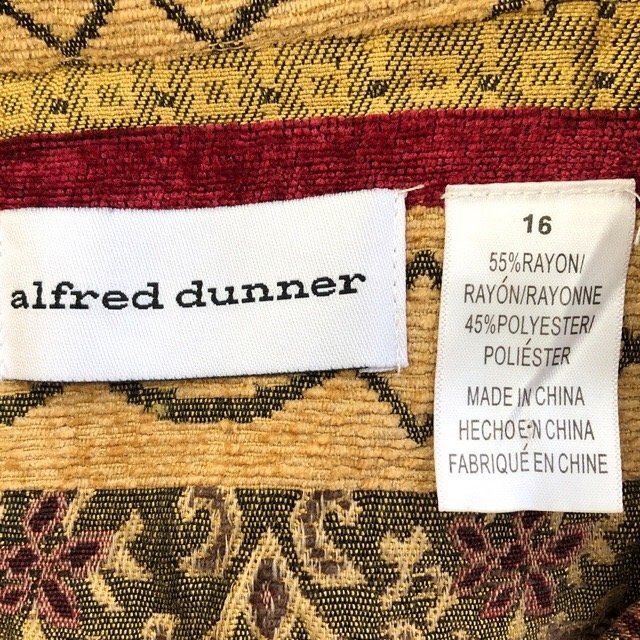 alfred dunner
16
55%RAYON/
RAYÓN/RAYONNE
45%POLYESTER/
POLIÉSTER
MADE IN CHINA
HECHO EN CHINA
FABRIQUÉ EN CHINE